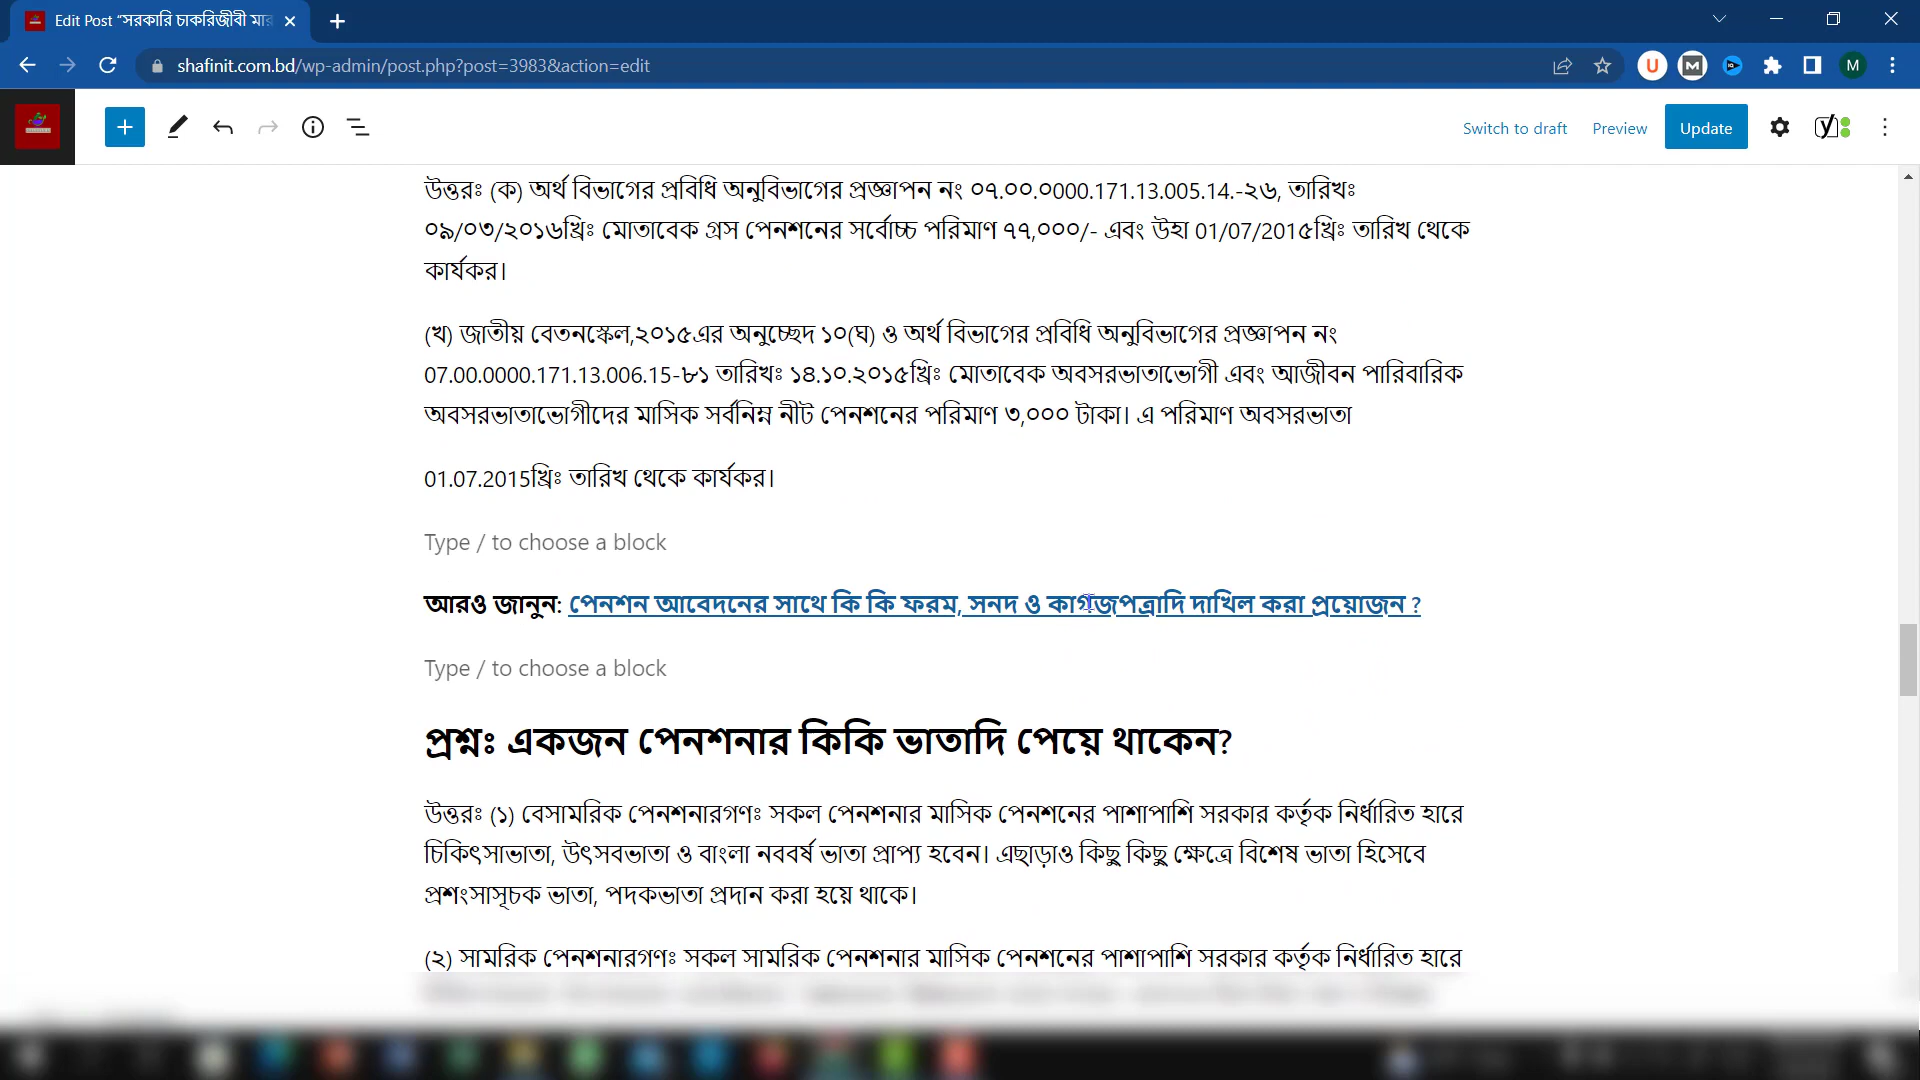 Edit Post “সরকারি চাকরিজীবী মার
shafinit.com.bd/wp-admin/post.php?post=3983&action=edit
M
Switch to draft
Preview
Update
উত্তরঃ (ক) অর্থ বিভাগের প্রবিধি অনুবিভাগের প্রজ্ঞাপন নং ০৭.00.০000.171.13.005.14.-২৬, তারিখঃ
০৯/০৩/২০১৬খ্রিঃ মোতাবেক গ্রস পেনশনের সর্বোচ্চ পরিমাণ ৭৭,০০০/- এবং উহা 01/07/201৫খ্রিঃ তারিখ থেকে
কার্যকর।
(খ) জাতীয় বেতনস্কেল,২০১৫এর অনুচ্ছেদ ১০(ঘ) ও অর্থ বিভাগের প্রবিধি অনুবিভাগের প্রজ্ঞাপন নং
07.00.0000.171.13.006.15-৮১ তারিখঃ ১৪.১০.২০১৫খ্রিঃ মোতাবেক অবসরভাতাভোগী এবং আজীবন পারিবারিক
অবসরভাতাভোগীদের মাসিক সর্বনিম্ন নীট পেনশনের পরিমাণ ৩,০০০ টাকা। এ পরিমাণ অবসরভাতা
01.07.2015খ্রিঃ তারিখ থেকে কার্যকর।
Type / to choose a block
আরও জানুন: পেনশন আবেদনের সাথে কি কি ফরম, সনদ ও কাগজপত্রাদি দাখিল করা প্রয়োজন ?
Type / to choose a block
প্রশ্নঃ একজন পেনশনার কিকি ভাতাদি পেয়ে থাকেন?
উত্তরঃ (১) বেসামরিক পেনশনারগণঃ সকল পেনশনার মাসিক পেনশনের পাশাপাশি সরকার কর্তৃক নির্ধারিত হারে
চিকিৎসাভাতা, উৎসবভাতা ও বাংলা নববর্ষ ভাতা প্রাপ্য হবেন। এছাড়াও কিছু কিছু ক্ষেত্রে বিশেষ ভাতা হিসেবে
প্রশংসাসূচক ভাতা, পদকভাতা প্রদান করা হয়ে থাকে।
(২) সামরিক পেনশনারগণঃ সকল সামরিক পেনশনার মাসিক পেনশনের পাশাপাশি সরকার কর্তৃক নির্ধারিত হারে